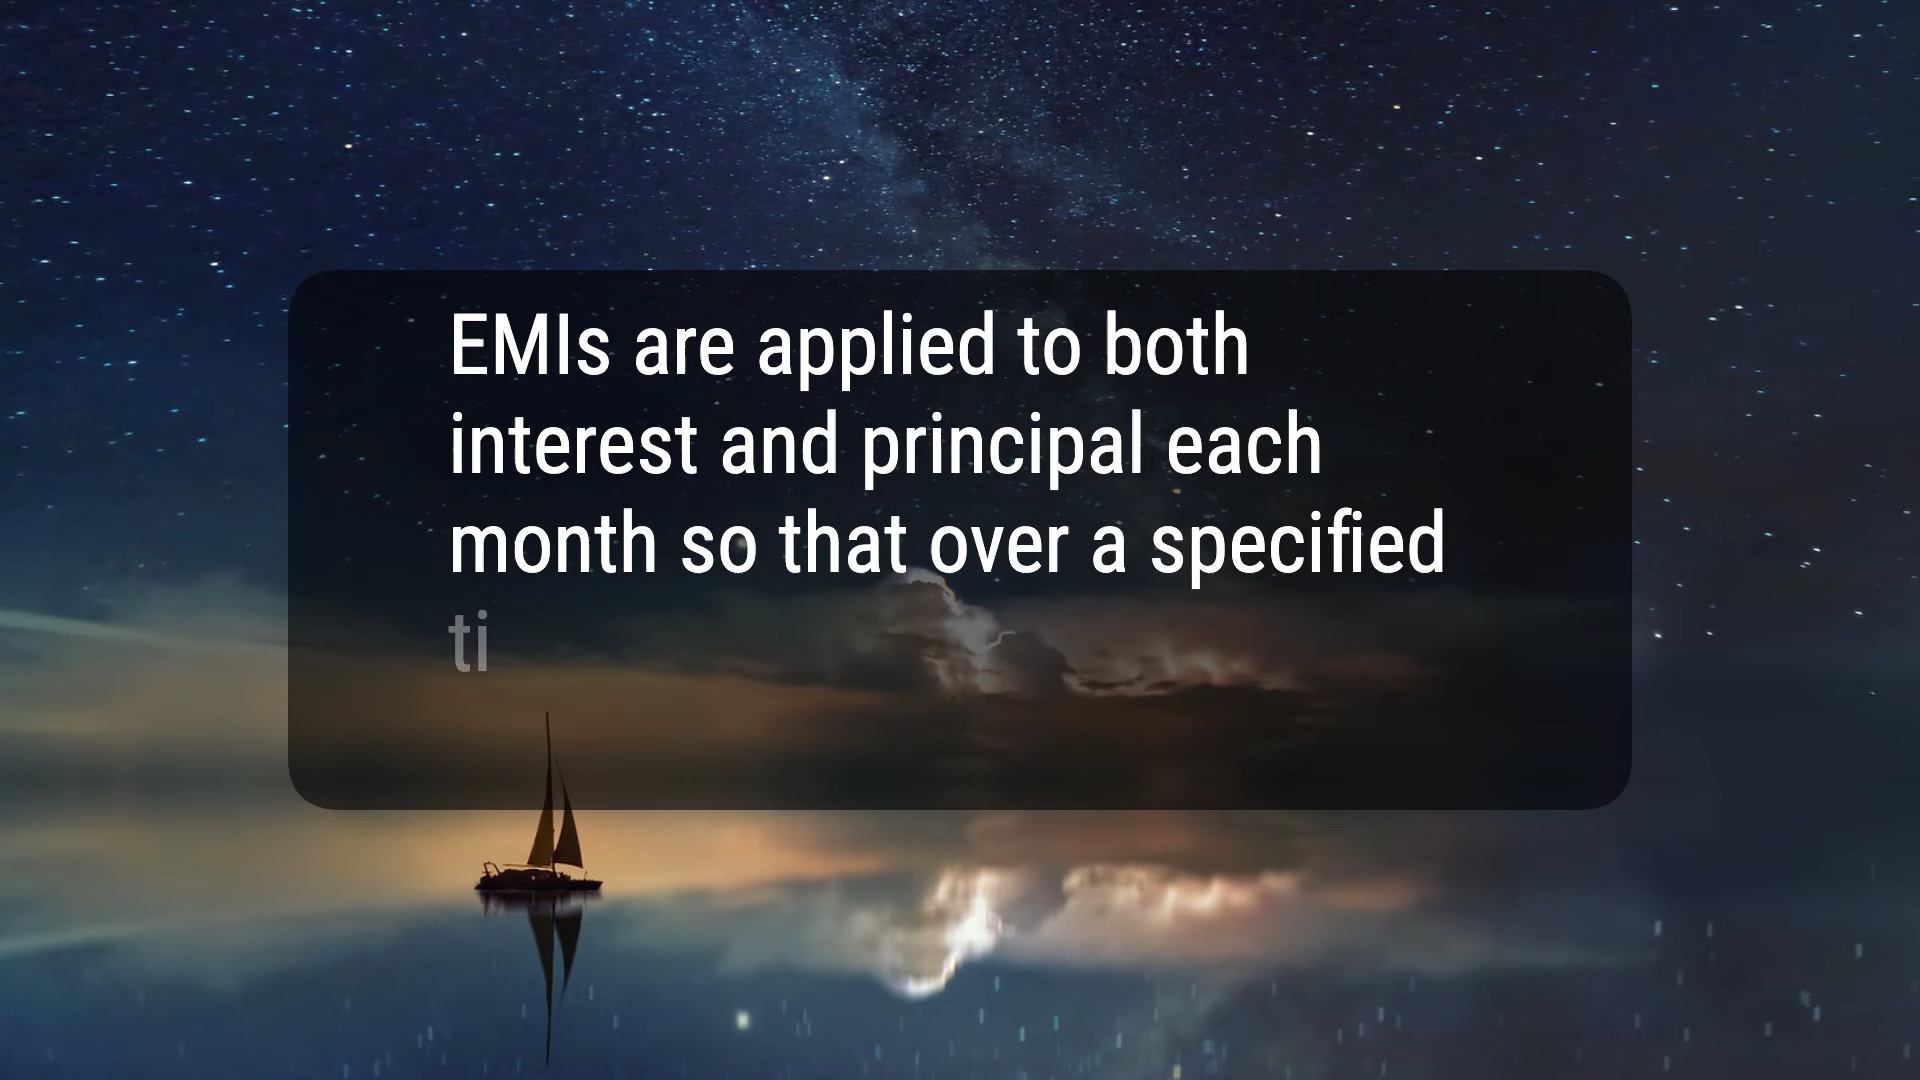 EMIs are applied to both
interest and principal each
month so that over a specified
ti